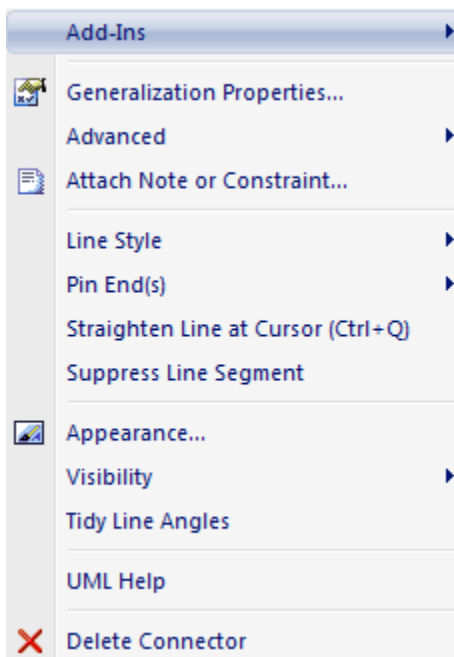 Add-Ins
Generalization Properties...
Advanced
Attach Note or Constraint...
Line Style
Pin End(s)
Straighten Line at Cursor (Ctrl+Q)
Suppress Line Segment
Appearance...
Visibility
Tidy Line Angles
UML Help
Delete Connector